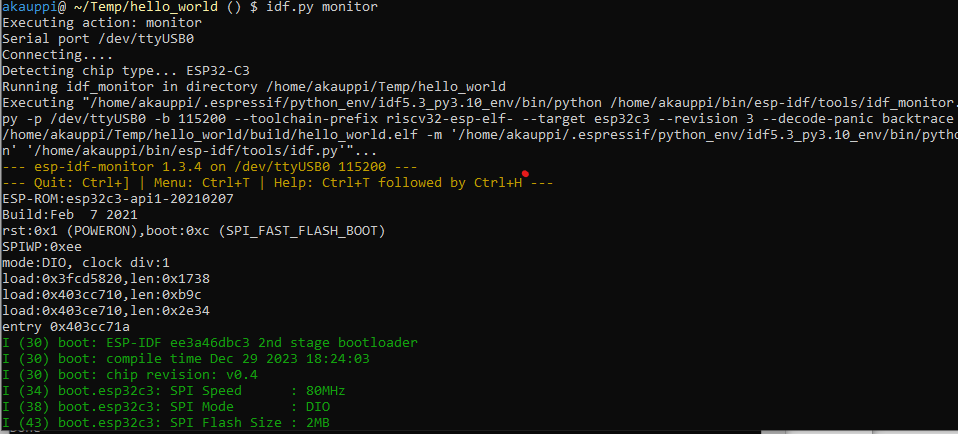 akauppi@ ~/Temp/hello_world () $ idf.py monitor
Executing action: monitor
Serial port /dev/ttyUSB0
Connecting....
Detecting chip type... ESP32-C3
Running idf_monitor in directory /home/akauppi/Temp/hello_world
Executing "/home/akauppi/.espressif/python_env/idf5.3_py3.10_env/bin/python /home/akauppi/bin/esp-idf/tools/idf_monitor.
py -p /dev/ttyUSB0 -b 115200 --toolchain-prefix riscv32-esp-elf- --target esp32c3 --revision 3 --decode-panic backtrace
/home/akauppi/Temp/hello_world/build/hello_world.elf -m '/home/akauppi/.espressif/python_env/idf5.3_py3.10_env/bin/pytho
n' '/home/akauppi/bin/esp-idf/tools/idf.py'"...
--- esp-idf-monitor 1.3.4 on /dev/ttyUSB0 115200 ---
--- Quit: Ctrl+] | Menu: Ctrl+T | Help: Ctrl+T followed by Ctrl+H ---
ESP-ROM:esp32c3-api1-20210207
Build:Feb  7 2021
rst:0x1 (POWERON),boot:0xc (SPI_FAST_FLASH_BOOT)
SPIWP:0xee
mode:DIO, clock div:1
load:0x3fcd5820,len:0x1738
load:0x403cc710,len:0xb9c
load:0x403ce710,len:0x2e34
entry 0x403cc71a
I (30) boot: ESP-IDF ee3a46dbc3 2nd stage bootloader
I (30) boot: compile time Dec 29 2023 18:24:03
I (30) boot: chip revision: v0.4
I (34) boot.esp32c3: SPI Speed      : 80MHz
I (38) boot.esp32c3: SPI Mode       : DIO
I (43) boot.esp32c3: SPI Flash Size : 2MB